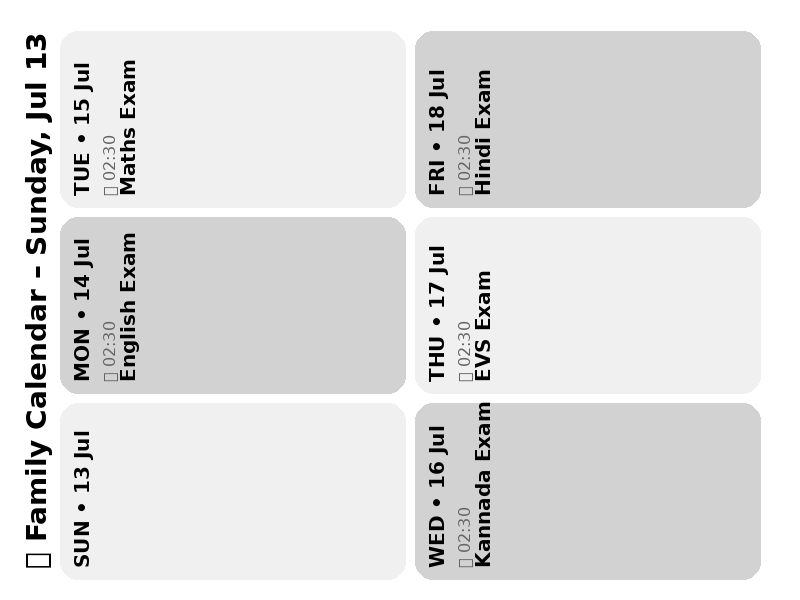 Family Calendar – Sunday, Jul 13
SUN • 13 Jul
MON • 14 Jul
02:30
English Exam
TUE • 15 Jul
02:30
Maths Exam
WED • 16 Jul
02:30
Kannada Exam
THU • 17 Jul
02:30
EVS Exam
FRI • 18 Jul
02:30
Hindi Exam